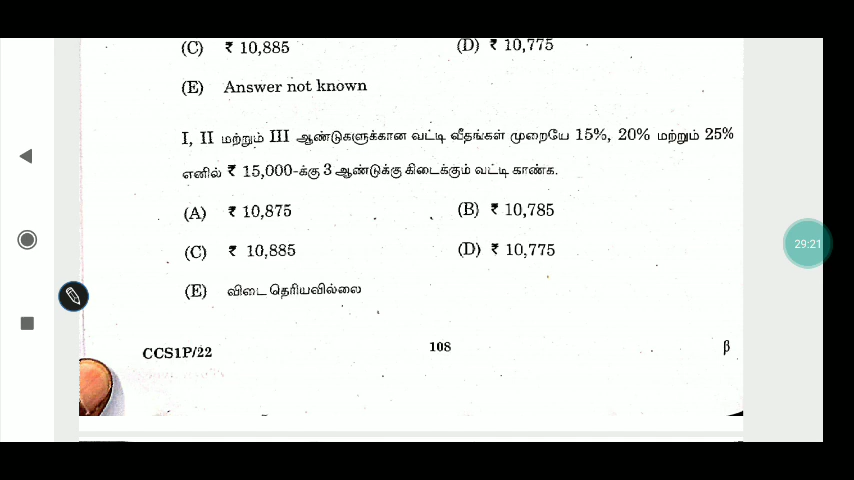 (C) ₹ 10,885 (D) ₹ 10,775
(E) Answer not known
I, II மற்றும் III ஆண்டுகளுக்கான வட்டி வீதங்கள் முறையே 15%, 20% மற்றும் 25%
எனில் ₹ 15,000-க்கு 3 ஆண்டுக்கு கிடைக்கும் வட்டி காண்க.
(A) ₹ 10,875 (B) ₹ 10,785
(C) ₹ 10,885 (D) ₹ 10,775
(E) விடை தெரியவில்லை
CCS1P/22 108 β
29:21